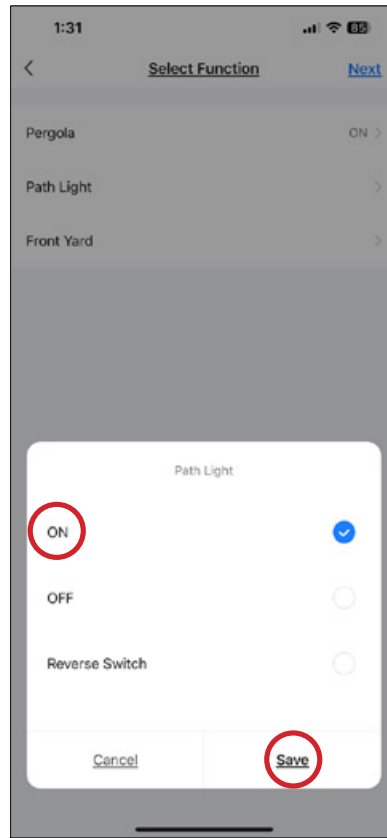 1:31 85
Select Function Next
Pergola ON
Path Light
Front Yard
Path Light
ON
OFF
Reverse Switch
Cancel Save